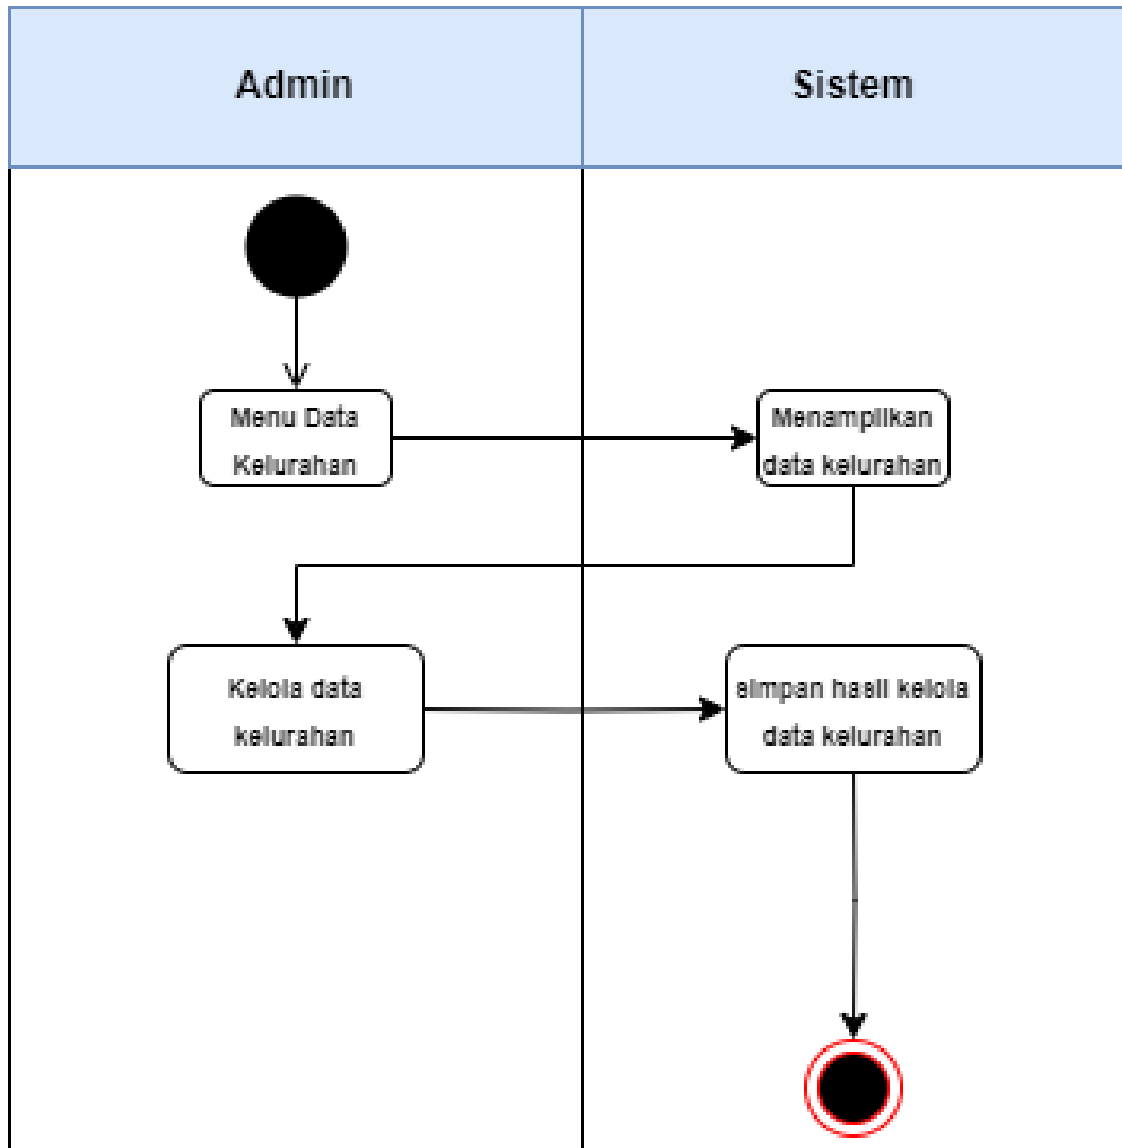 Admin
Sistem
Menu Data
Kelurahan
Menampilkan
data kelurahan
Kelola data
kelurahan
simpan hasil kelola
data kelurahan